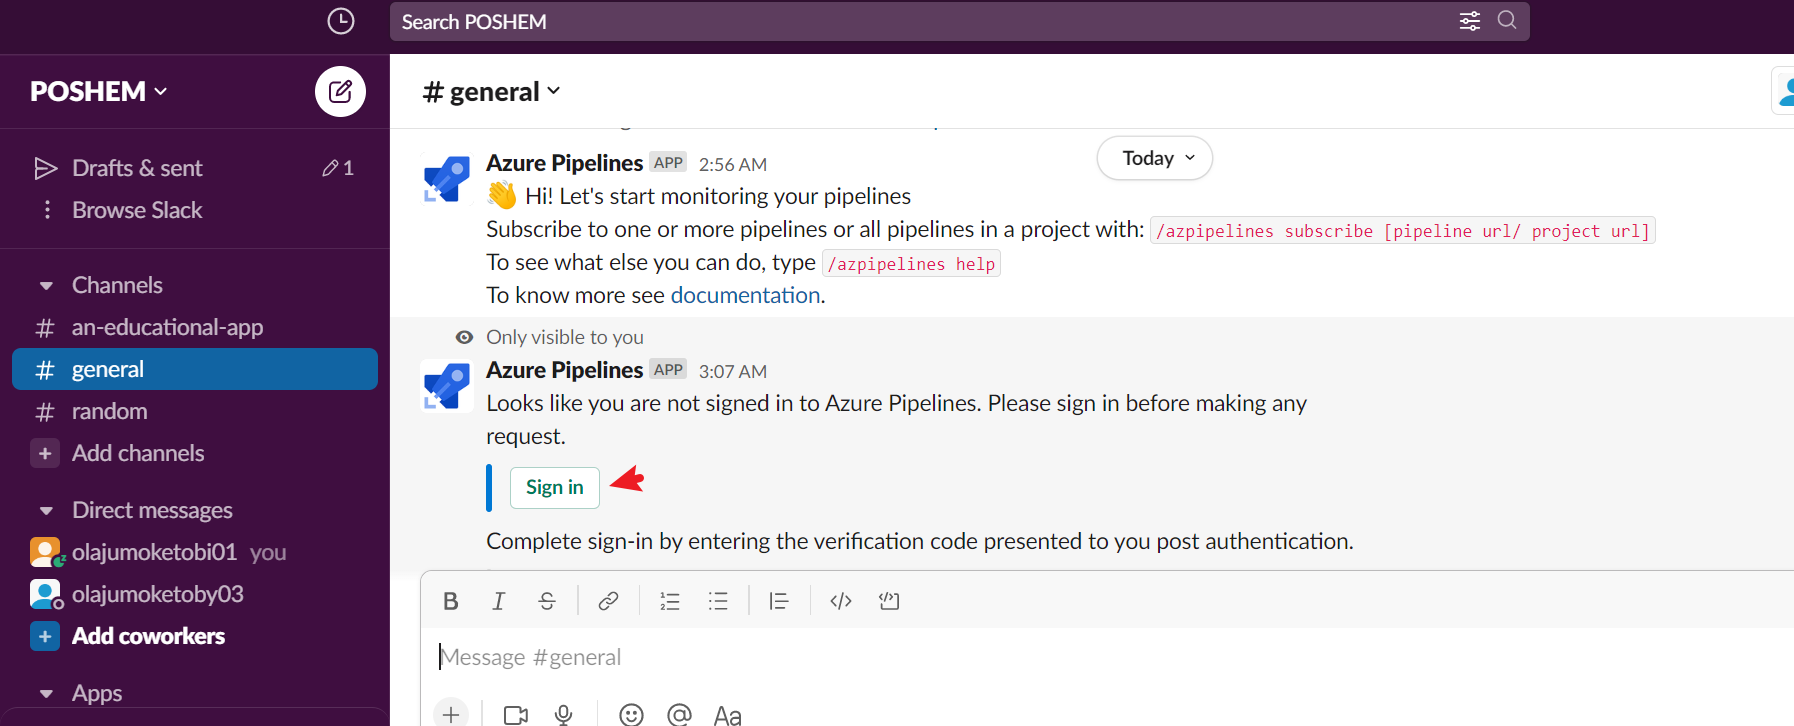 Search POSHEM
POSHEM
Drafts & sent
1
Browse Slack
Channels
# an-educational-app
# general
# random
+ Add channels
Direct messages
olajumoketobi01 you
olajumoketoby03
+ Add coworkers
Apps
# general
Today
Azure Pipelines APP 2:56 AM
👋 Hi! Let's start monitoring your pipelines
Subscribe to one or more pipelines or all pipelines in a project with: /azpipelines subscribe [pipeline url/ project url]
To see what else you can do, type /azpipelines help
To know more see documentation.
Only visible to you
Azure Pipelines APP 3:07 AM
Looks like you are not signed in to Azure Pipelines. Please sign in before making any
request.
Sign in
Complete sign-in by entering the verification code presented to you post authentication.
Message #general
Aa